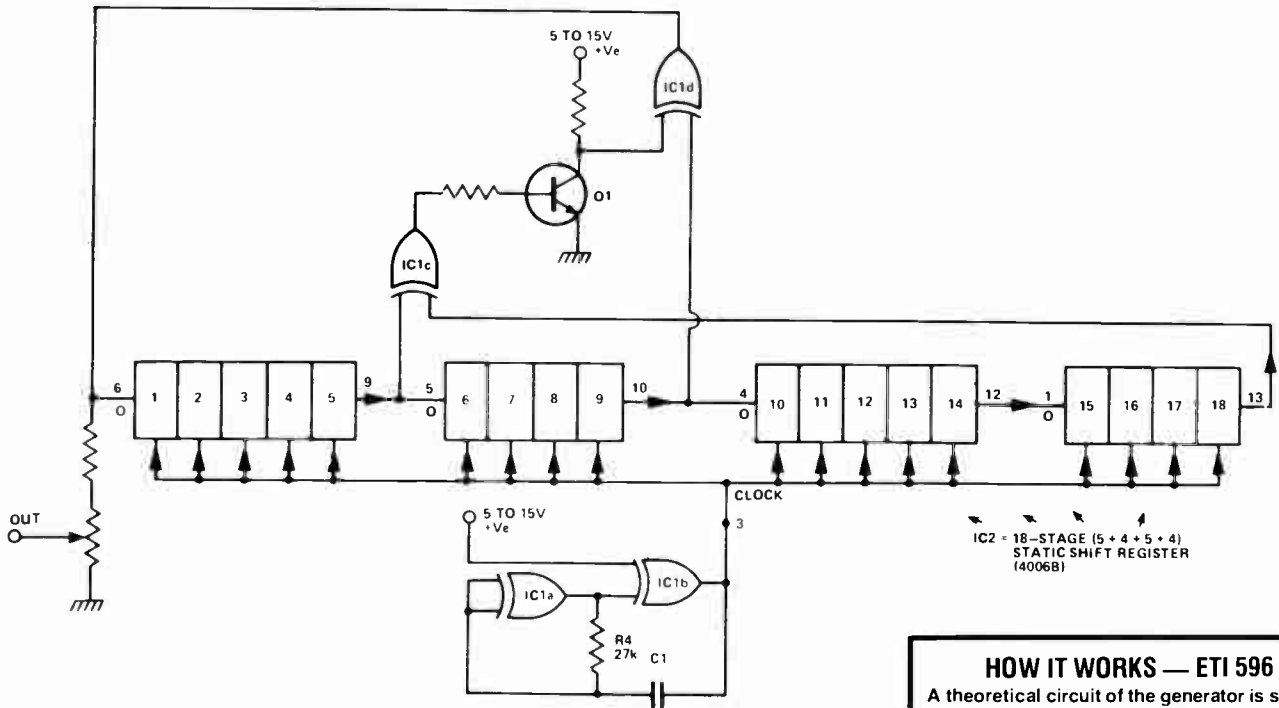 5 TO 15V
+Ve
IC1d
Q1
IC1c
6
O
1
2
3
4
5
9
5
O
6
7
8
9
10
4
O
10
11
12
13
14
12
1
O
15
16
17
18
13
CLOCK
3
OUT
5 TO 15V
+Ve
IC1a
IC1b
R4
27k
C1
IC2 = 18-STAGE (5 + 4 + 5 + 4)
STATIC SHIFT REGISTER
(4006B)
HOW IT WORKS — ETI 596
A theoretical circuit of the generator is s